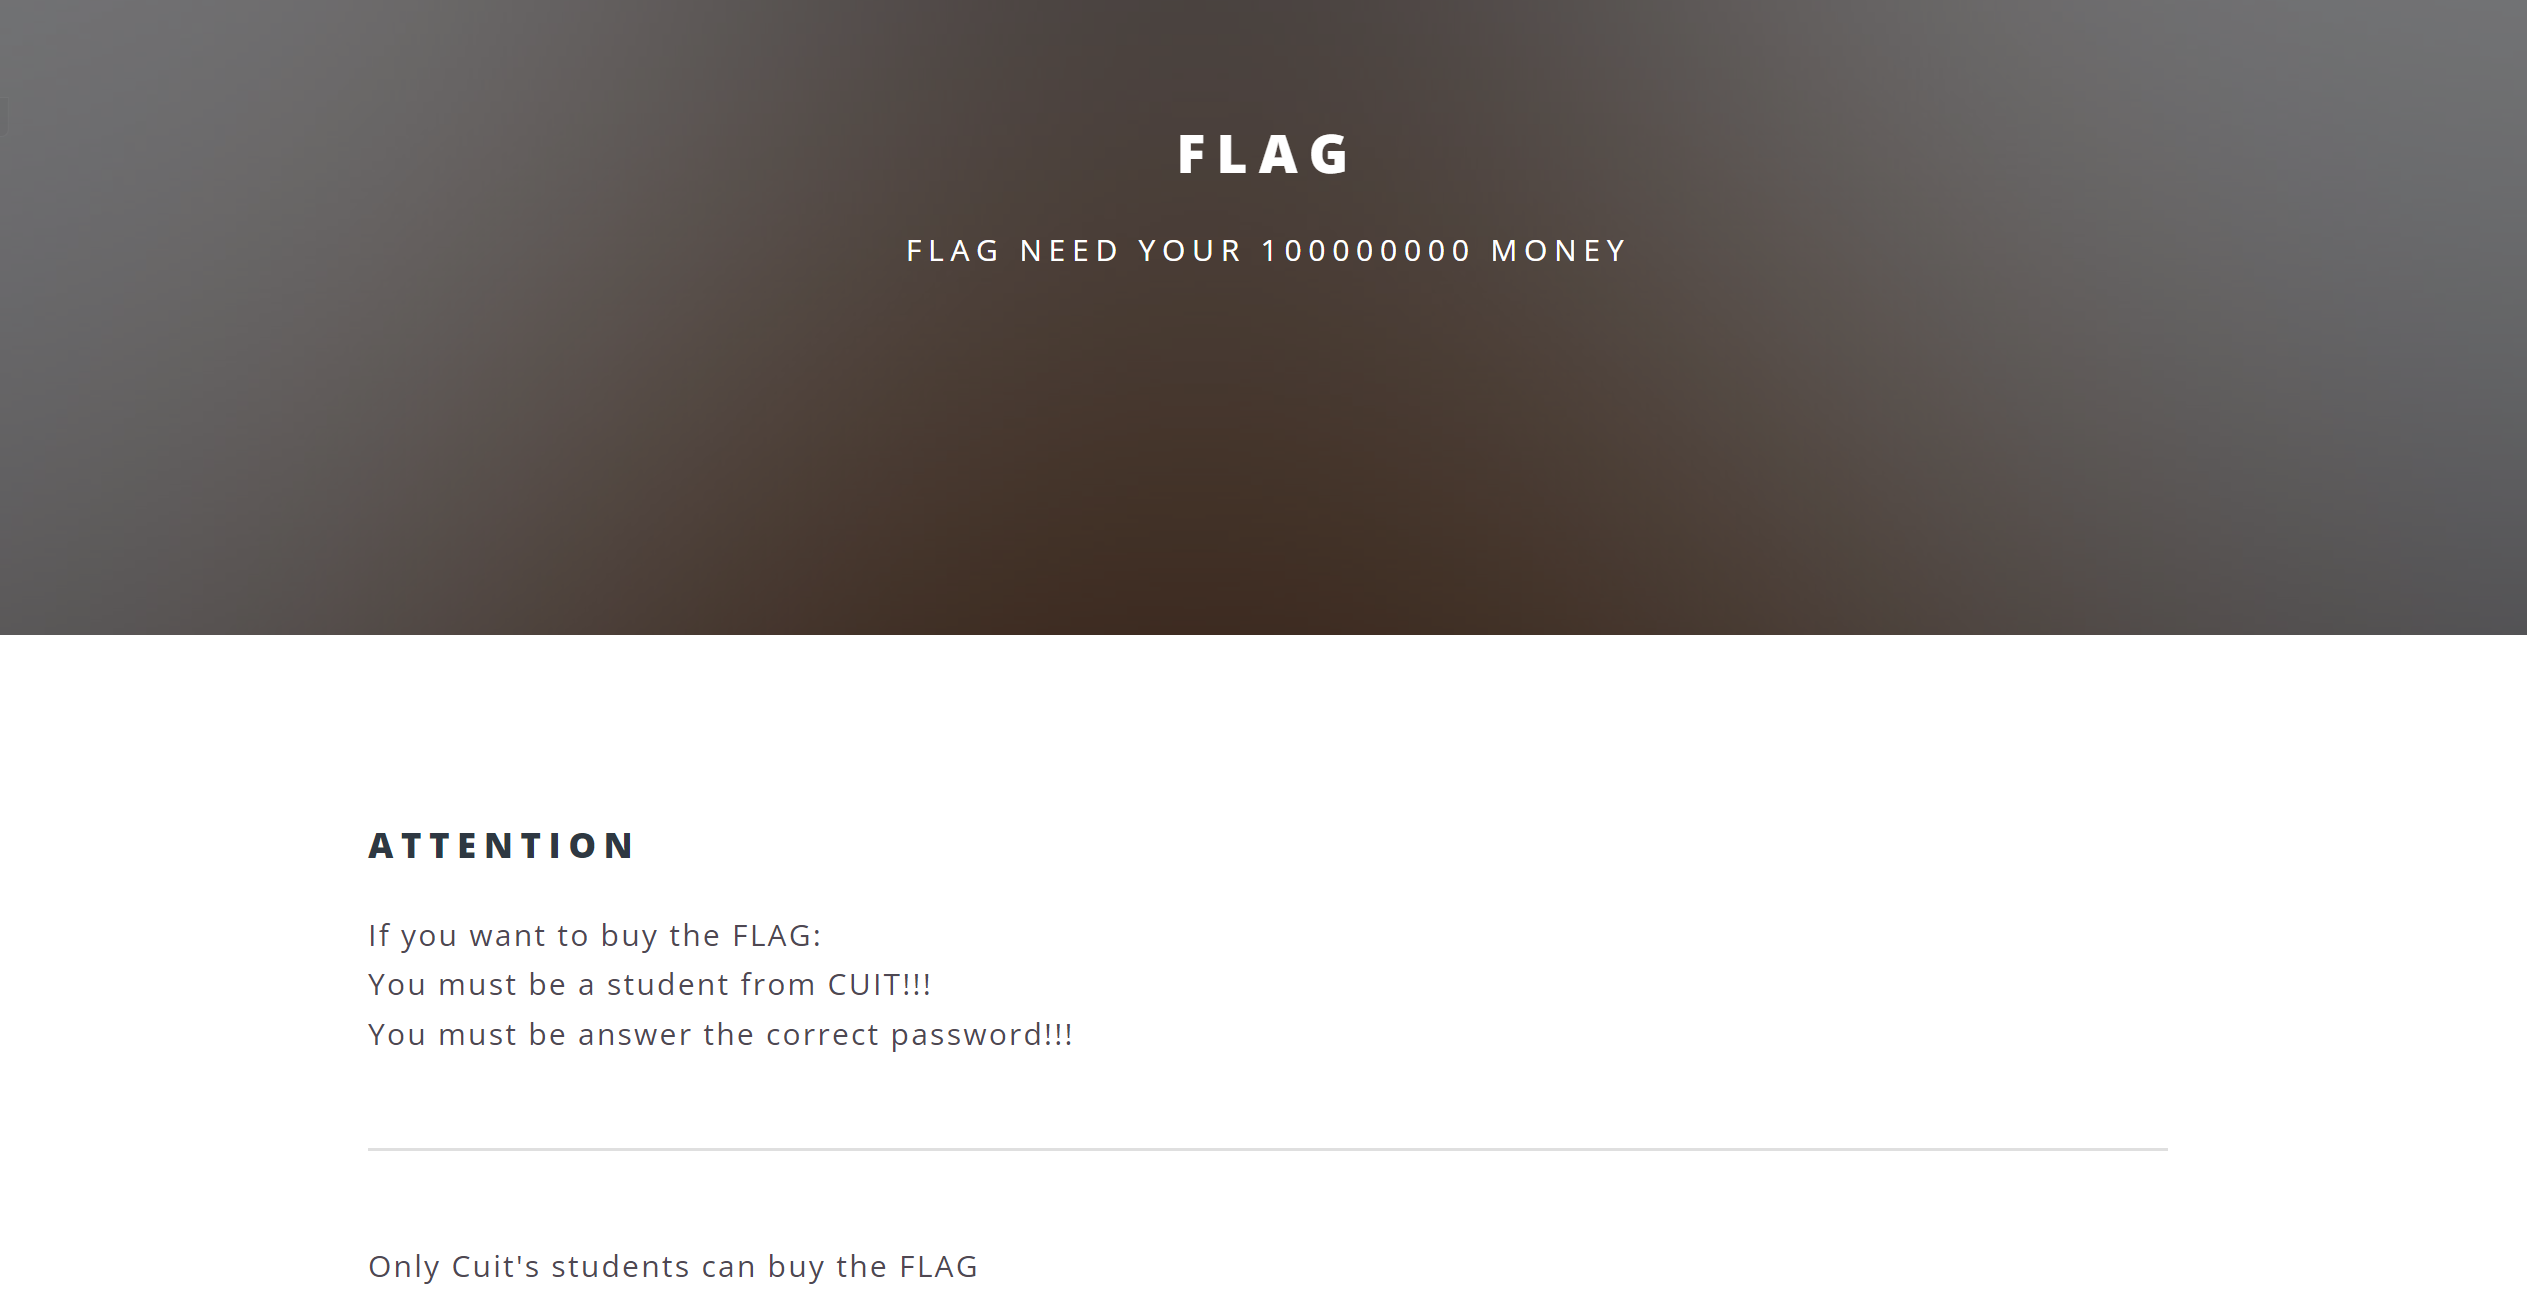 FLAG
FLAG NEED YOUR 100000000 MONEY
ATTENTION
If you want to buy the FLAG:
You must be a student from CUIT!!!
You must be answer the correct password!!!
Only Cuit's students can buy the FLAG